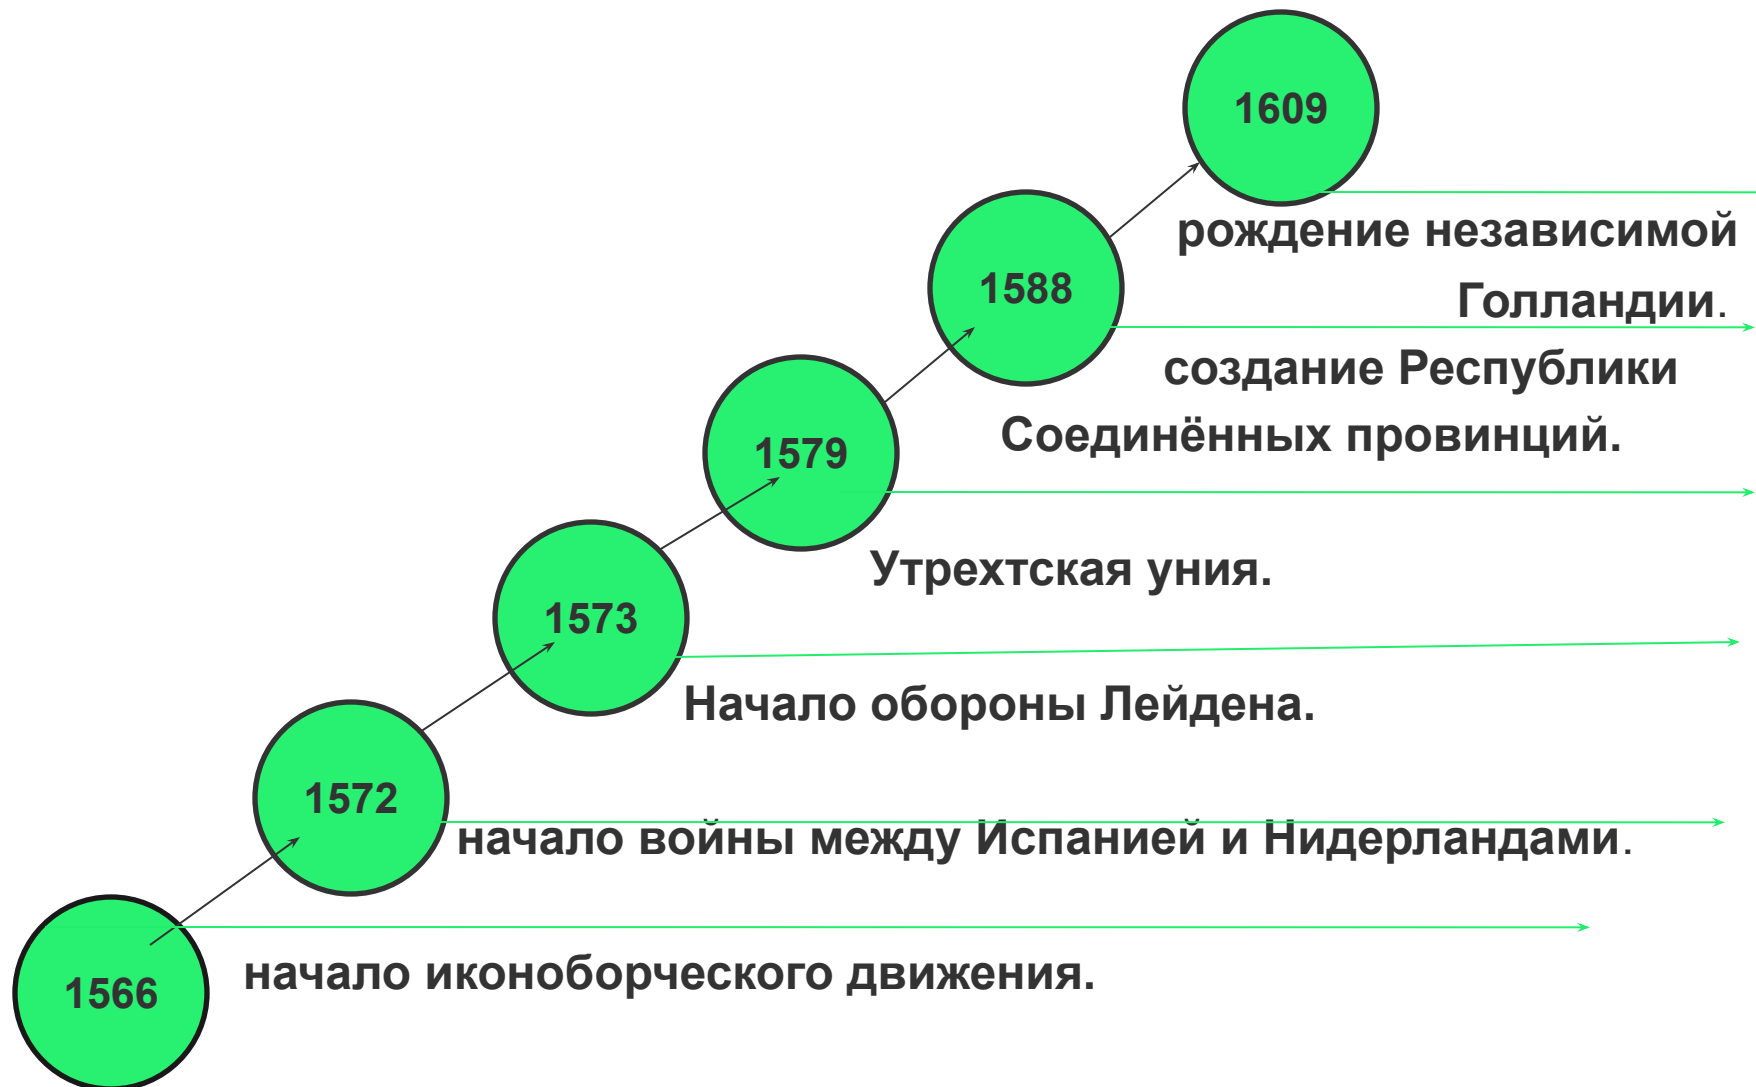 1609
рождение независимой
Голландии.
1588
создание Республики
Соединённых провинций.
1579
Утрехтская уния.
1573
Начало обороны Лейдена.
1572
начало войны между Испанией и Нидерландами.
1566
начало иконоборческого движения.